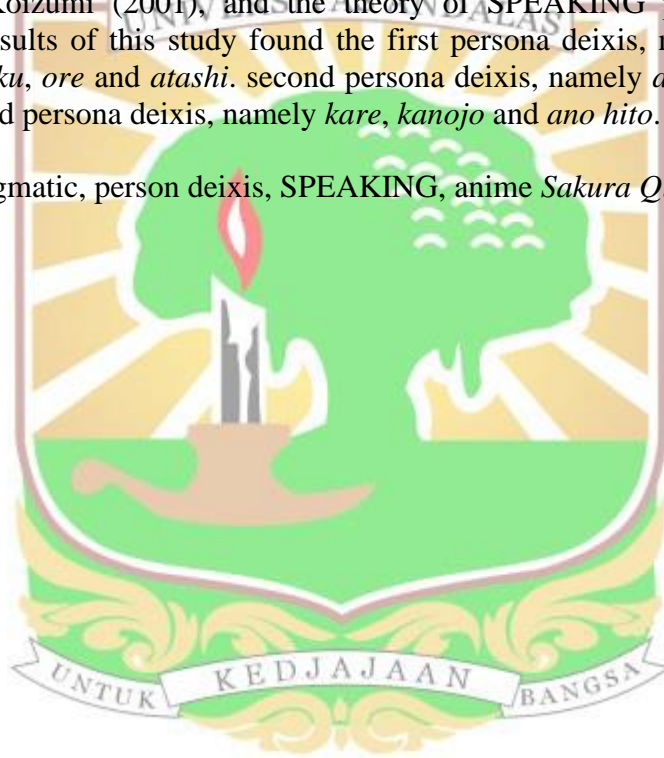 Koizumi (2001), and the theory of SPEAKING
UNIVERSITAS ANDALAS
sults of this study found the first persona deixis,
ku, ore and atashi. second persona deixis, namely
d persona deixis, namely kare, kanojo and ano hito.
gmatic, person deixis, SPEAKING, anime Sakura
UNTUK KEDJAJAAN BANGSA